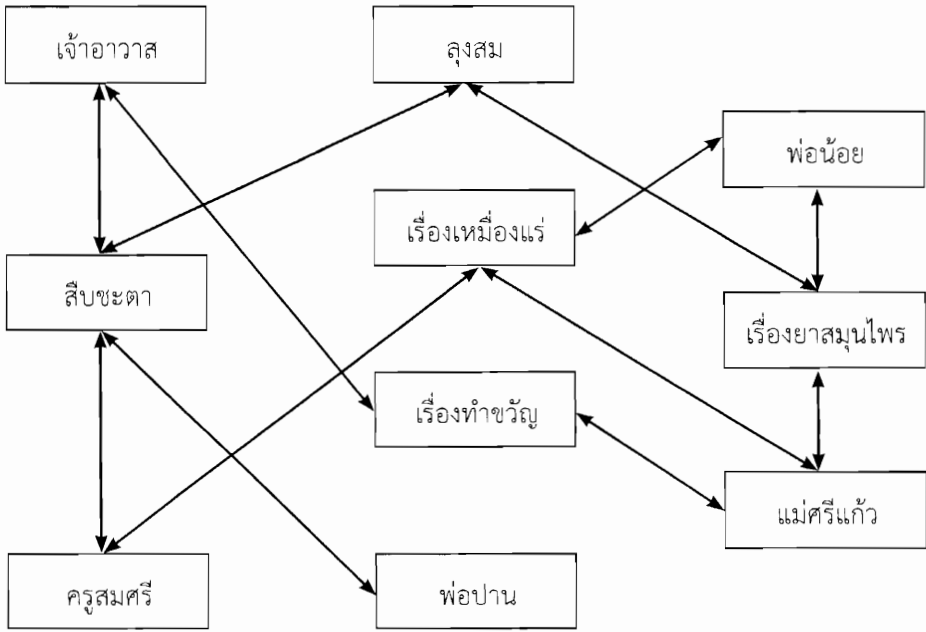 เจ้าอาวาส
ลุงสม
พ่อน้อย
เรื่องเหมืองแร่
สืบชะตา
เรื่องยาสมุนไพร
เรื่องทำขวัญ
แม่ศรีแก้ว
ครูสมศรี
พ่อปาน